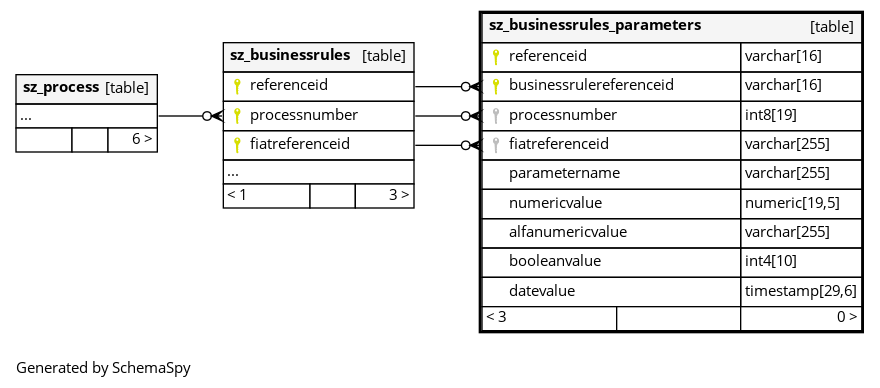 sz_process [table]
...
6 >
sz_businessrules [table]
referenceid
processnumber
fiatreferenceid
...
< 1 3 >
sz_businessrules_parameters [table]
referenceid varchar[16]
businessrulereferenceid varchar[16]
processnumber int8[19]
fiatreferenceid varchar[255]
parametername varchar[255]
numericvalue numeric[19,5]
alfanumericvalue varchar[255]
booleanvalue int4[10]
datevalue timestamp[29,6]
< 3 0 >
Generated by SchemaSpy